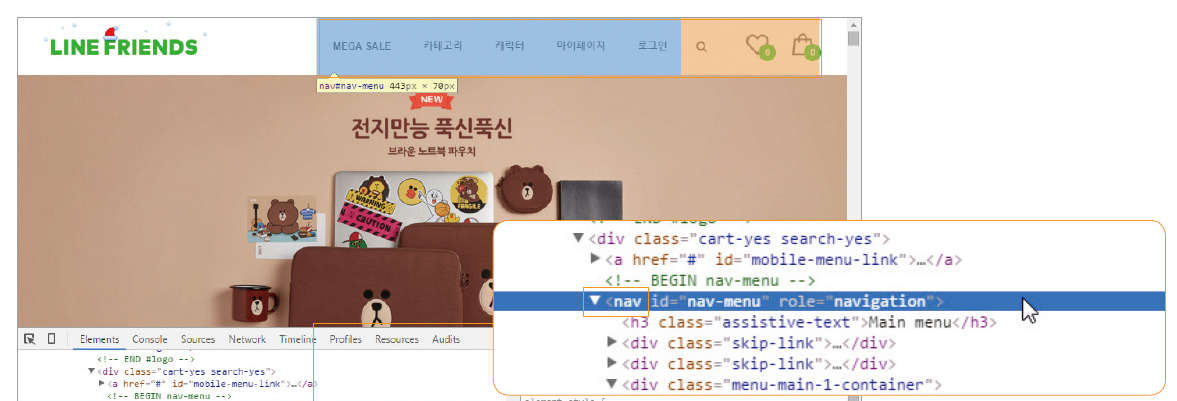 LINE FRIENDS
MEGA SALE 카테고리 캐릭터 마이페이지 로그인 0 0
nav#nav-menu 443px × 70px
NEW
전지만능 푹신푹신
브라운 노트북 파우치
WARNING
CAUTION
FRAGILE
<!-- END #logo -->
▼<div class="cart-yes search-yes">
▶<a href="#" id="mobile-menu-link">…</a>
<!-- BEGIN nav-menu -->
▼<nav id="nav-menu" role="navigation">
<h3 class="assistive-text">Main menu</h3>
▶<div class="skip-link">…</div>
▶<div class="skip-link">…</div>
▼<div class="menu-main-1-container">
Elements Console Sources Network Timeline Profiles Resources Audits
<!-- END #logo -->
▼<div class="cart-yes search-yes">
▶<a href="#" id="mobile-menu-link">…</a>
<!-- BEGIN nav-menu -->
element.style {